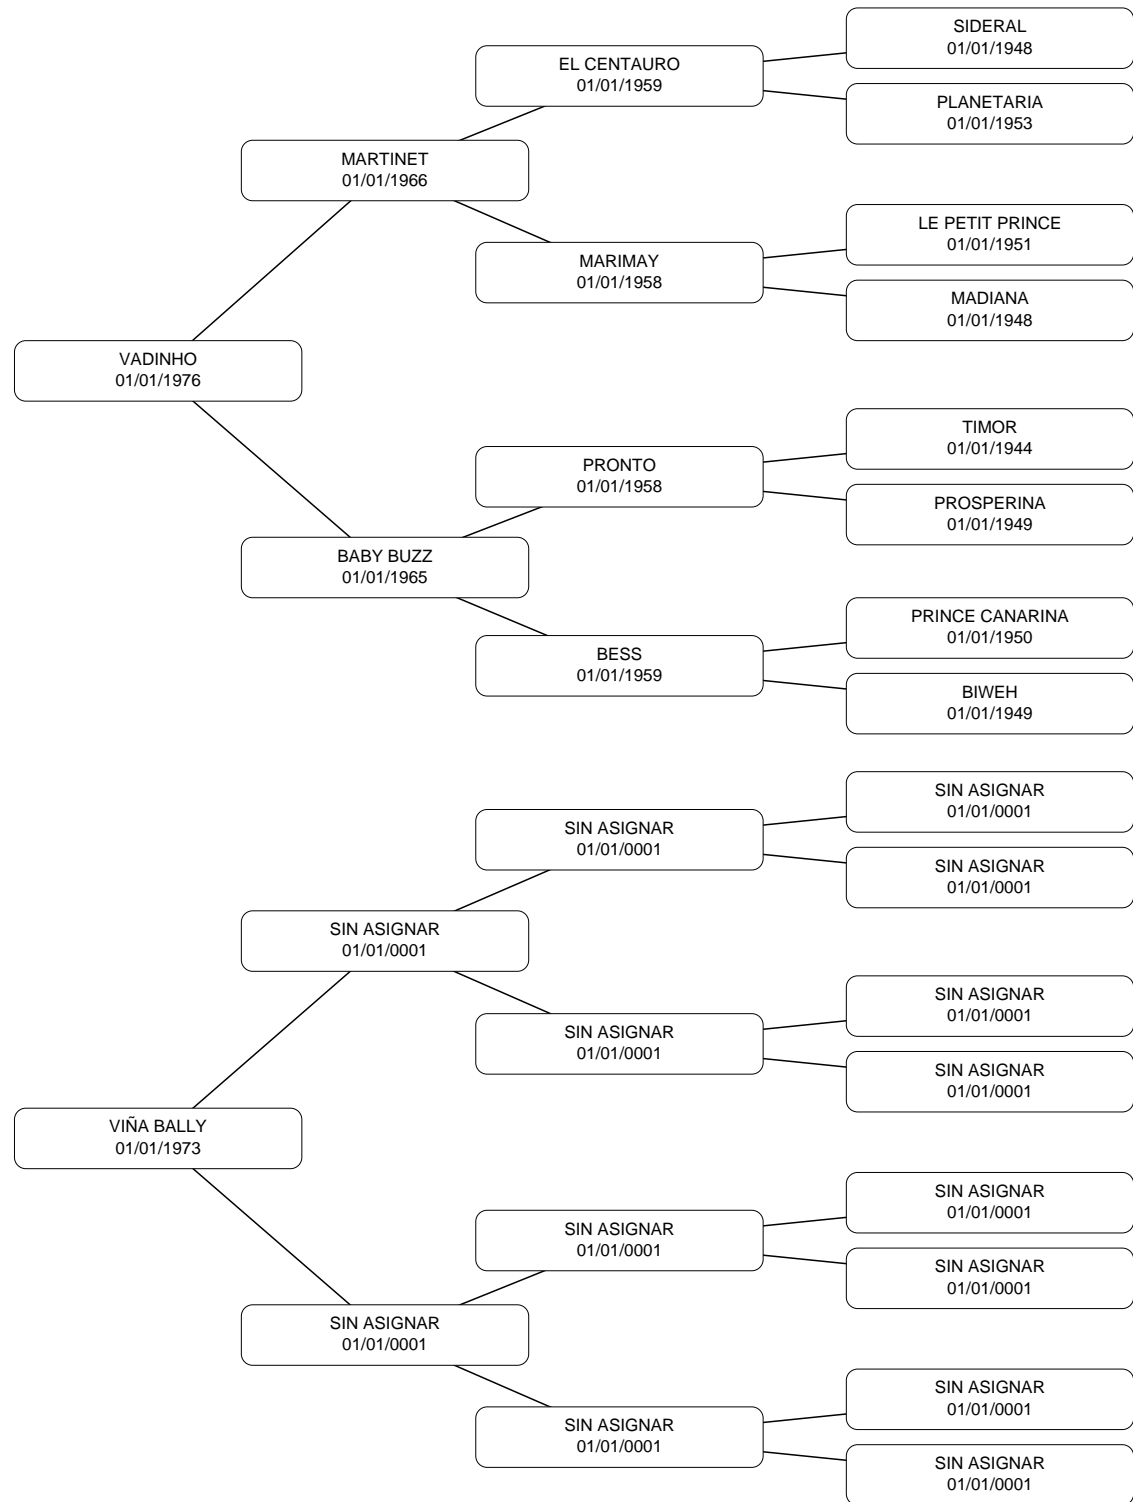 SIDERAL
01/01/1948
EL CENTAURO
01/01/1959
PLANETARIA
01/01/1953
MARTINET
01/01/1966
LE PETIT PRINCE
01/01/1951
MARIMAY
01/01/1958
MADIANA
01/01/1948
VADINHO
01/01/1976
TIMOR
01/01/1944
PRONTO
01/01/1958
PROSPERINA
01/01/1949
BABY BUZZ
01/01/1965
PRINCE CANARINA
01/01/1950
BESS
01/01/1959
BIWEH
01/01/1949
SIN ASIGNAR
01/01/0001
SIN ASIGNAR
01/01/0001
SIN ASIGNAR
01/01/0001
SIN ASIGNAR
01/01/0001
SIN ASIGNAR
01/01/0001
SIN ASIGNAR
01/01/0001
SIN ASIGNAR
01/01/0001
VIÑA BALLY
01/01/1973
SIN ASIGNAR
01/01/0001
SIN ASIGNAR
01/01/0001
SIN ASIGNAR
01/01/0001
SIN ASIGNAR
01/01/0001
SIN ASIGNAR
01/01/0001
SIN ASIGNAR
01/01/0001
SIN ASIGNAR
01/01/0001